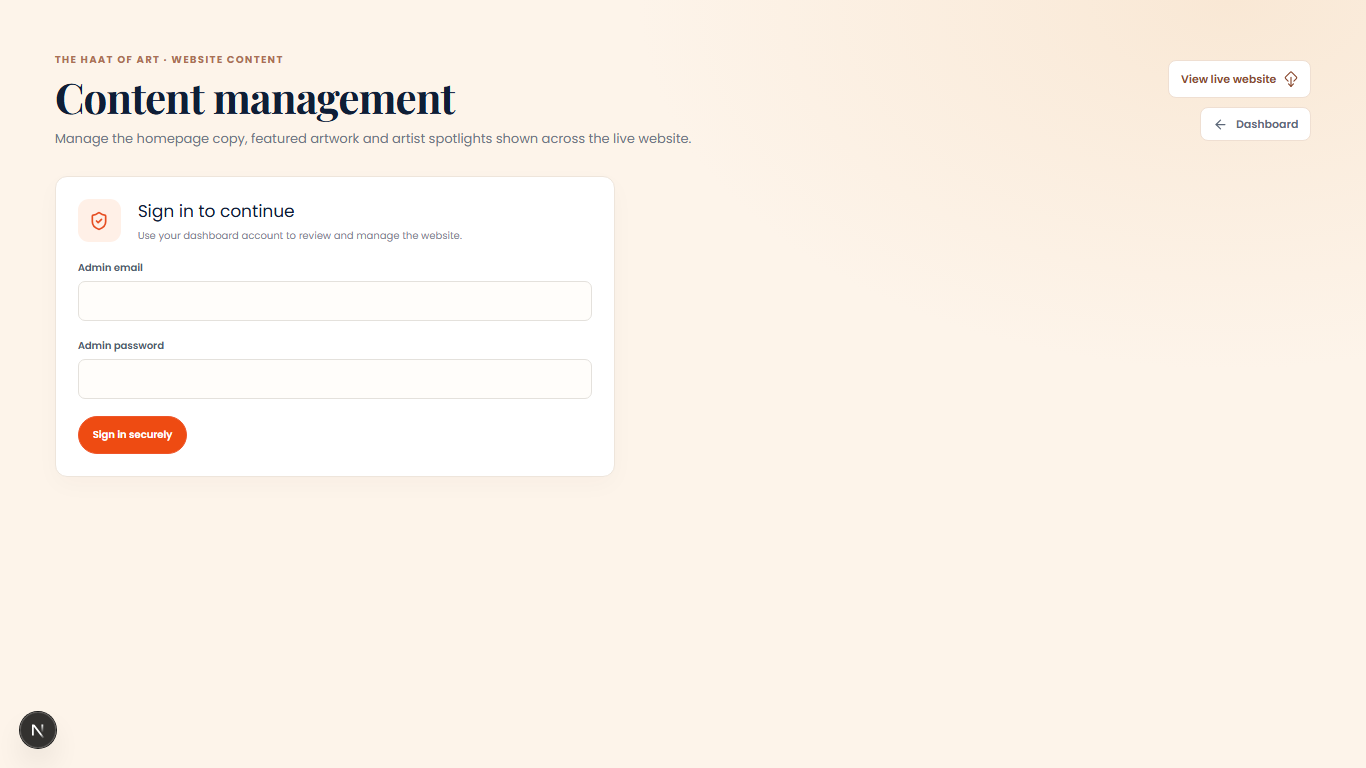 THE HAAT OF ART · WEBSITE CONTENT
Content management
Manage the homepage copy, featured artwork and artist spotlights shown across the live website.
View live website
Dashboard
Sign in to continue
Use your dashboard account to review and manage the website.
Admin email
Admin password
Sign in securely
N